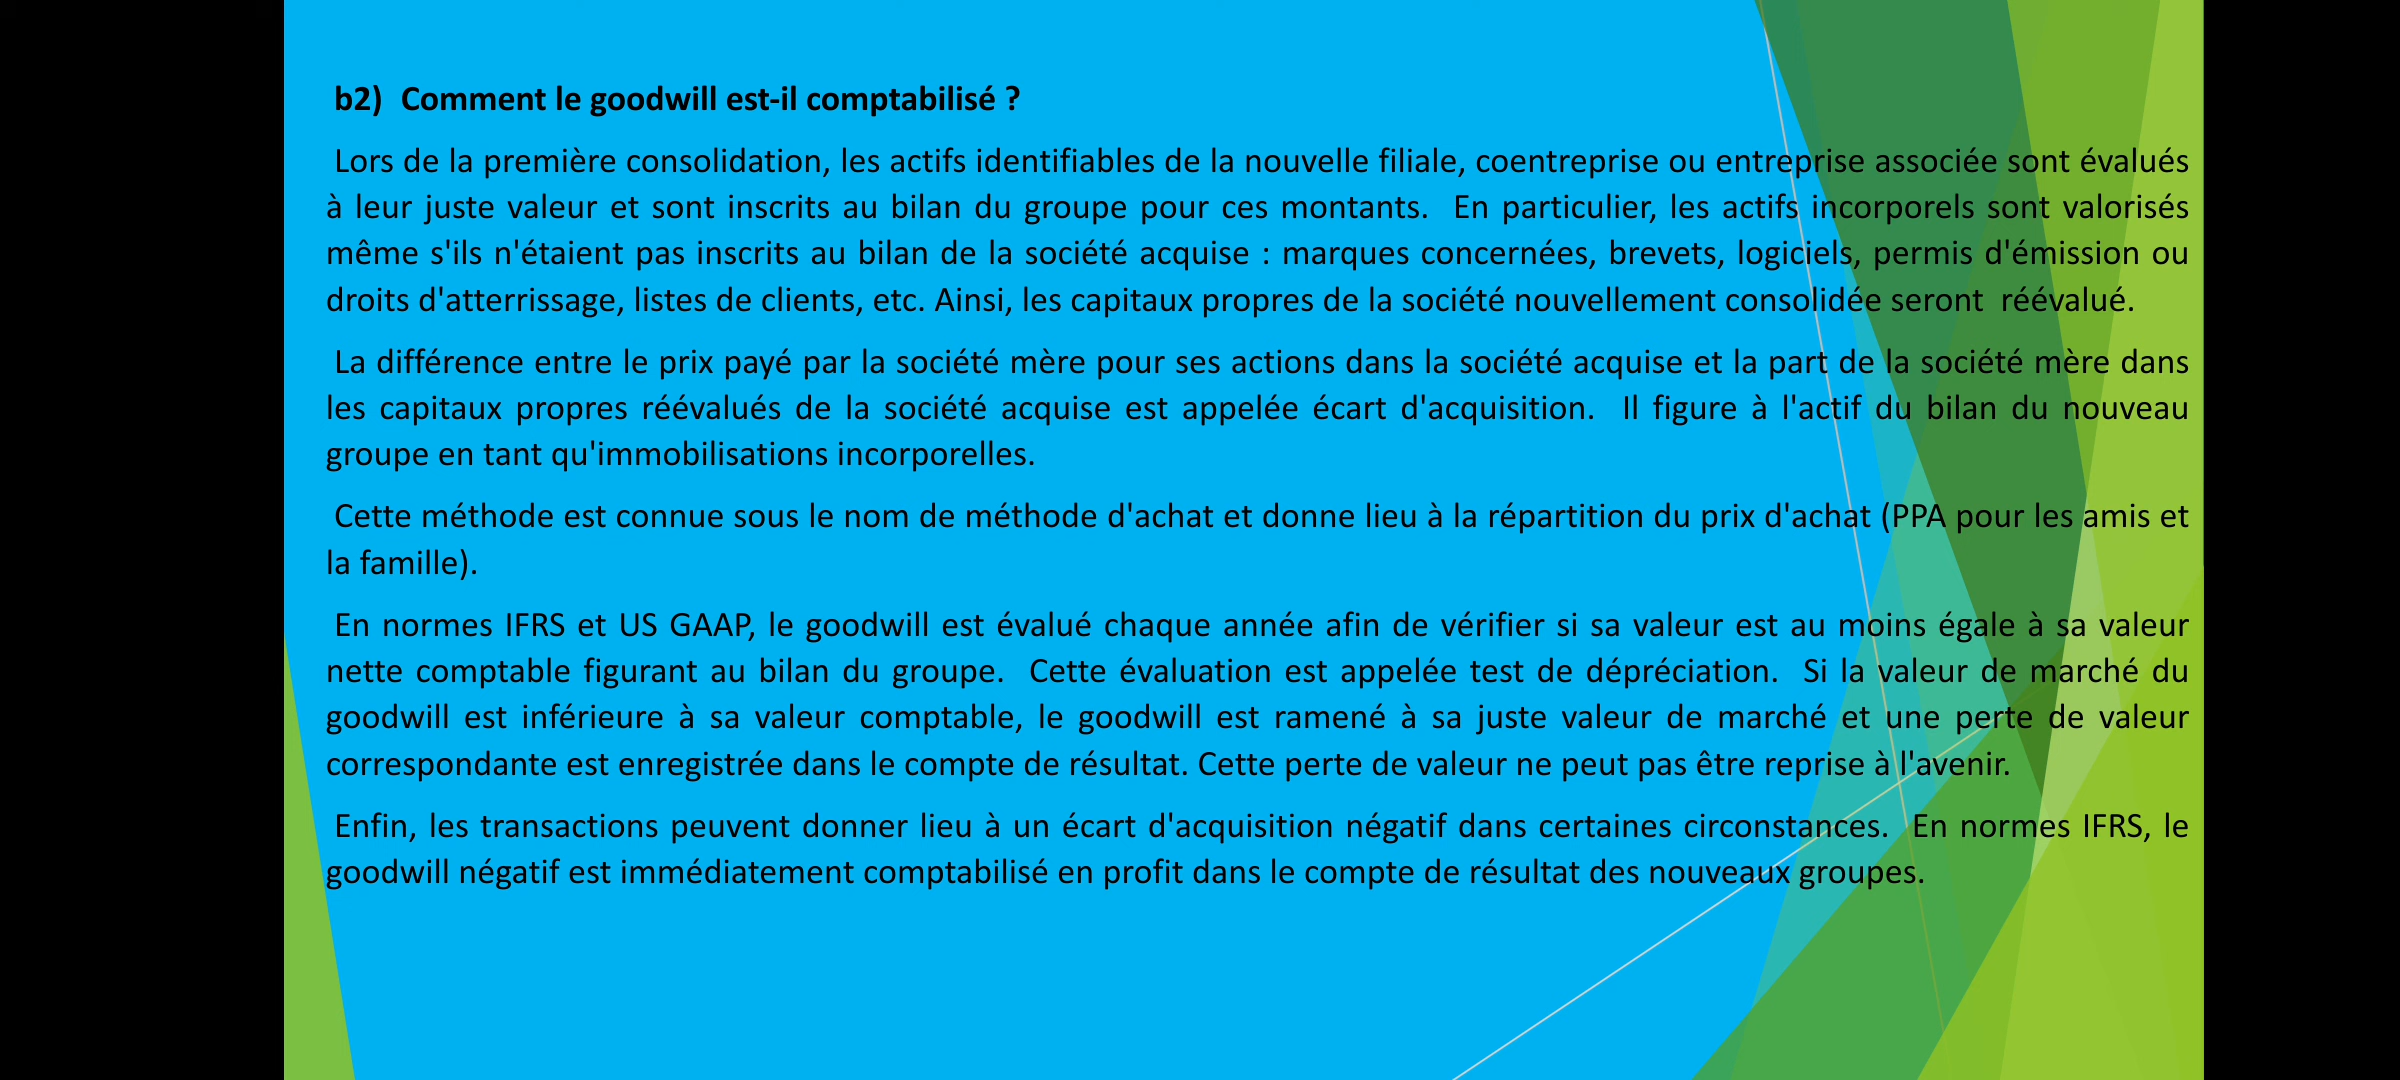 b2) Comment le goodwill est-il comptabilisé ?
Lors de la première consolidation, les actifs identifiables de la nouvelle filiale, coentreprise ou entreprise associée sont évalués
à leur juste valeur et sont inscrits au bilan du groupe pour ces montants. En particulier, les actifs incorporels sont valorisés
même s'ils n'étaient pas inscrits au bilan de la société acquise : marques concernées, brevets, logiciels, permis d'émission ou
droits d'atterrissage, listes de clients, etc. Ainsi, les capitaux propres de la société nouvellement consolidée seront réévalué.
La différence entre le prix payé par la société mère pour ses actions dans la société acquise et la part de la société mère dans
les capitaux propres réévalués de la société acquise est appelée écart d'acquisition. Il figure à l'actif du bilan du nouveau
groupe en tant qu'immobilisations incorporelles.
Cette méthode est connue sous le nom de méthode d'achat et donne lieu à la répartition du prix d'achat (PPA pour les amis et
la famille).
En normes IFRS et US GAAP, le goodwill est évalué chaque année afin de vérifier si sa valeur est au moins égale à sa valeur
nette comptable figurant au bilan du groupe. Cette évaluation est appelée test de dépréciation. Si la valeur de marché du
goodwill est inférieure à sa valeur comptable, le goodwill est ramené à sa juste valeur de marché et une perte de valeur
correspondante est enregistrée dans le compte de résultat. Cette perte de valeur ne peut pas être reprise à l'avenir.
Enfin, les transactions peuvent donner lieu à un écart d'acquisition négatif dans certaines circonstances. En normes IFRS, le
goodwill négatif est immédiatement comptabilisé en profit dans le compte de résultat des nouveaux groupes.